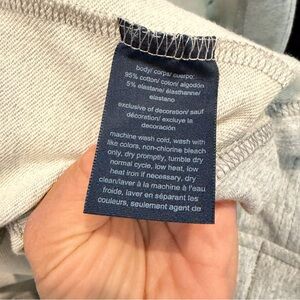 body/ corps/ cuerpo:
95% cotton/ coton/ algodón
5% elastane/ élasthanne/
elastano
exclusive of decoration/ sauf
décoration/ excluye la
decoración
machine wash cold, wash with
like colors, non-chlorine bleach
only, dry promptly, tumble dry
normal cycle, low heat, low
heat iron if necessary, dry
clean/laver à la machine à l'eau
froide, laver en séparant les
couleurs, seulement agent de